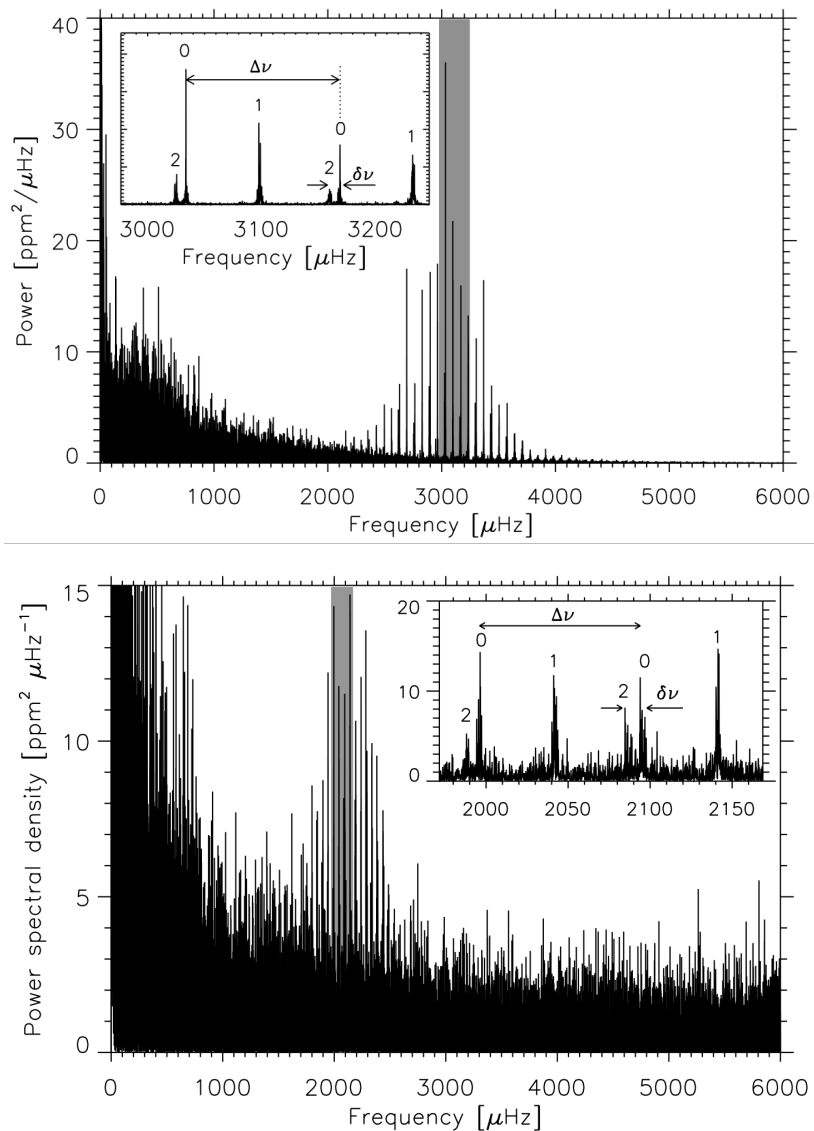 40
30
20
10
0
Power [ppm²/μHz]
0
Δν
1
0
1
2
2
δν
3000 3100 3200
Frequency [μHz]
0 1000 2000 3000 4000 5000 6000
Frequency [μHz]
15
10
5
0
Power spectral density [ppm² μHz⁻¹]
20
10
0
Δν
0
1
0
1
2
2
δν
2000 2050 2100 2150
0 1000 2000 3000 4000 5000 6000
Frequency [μHz]